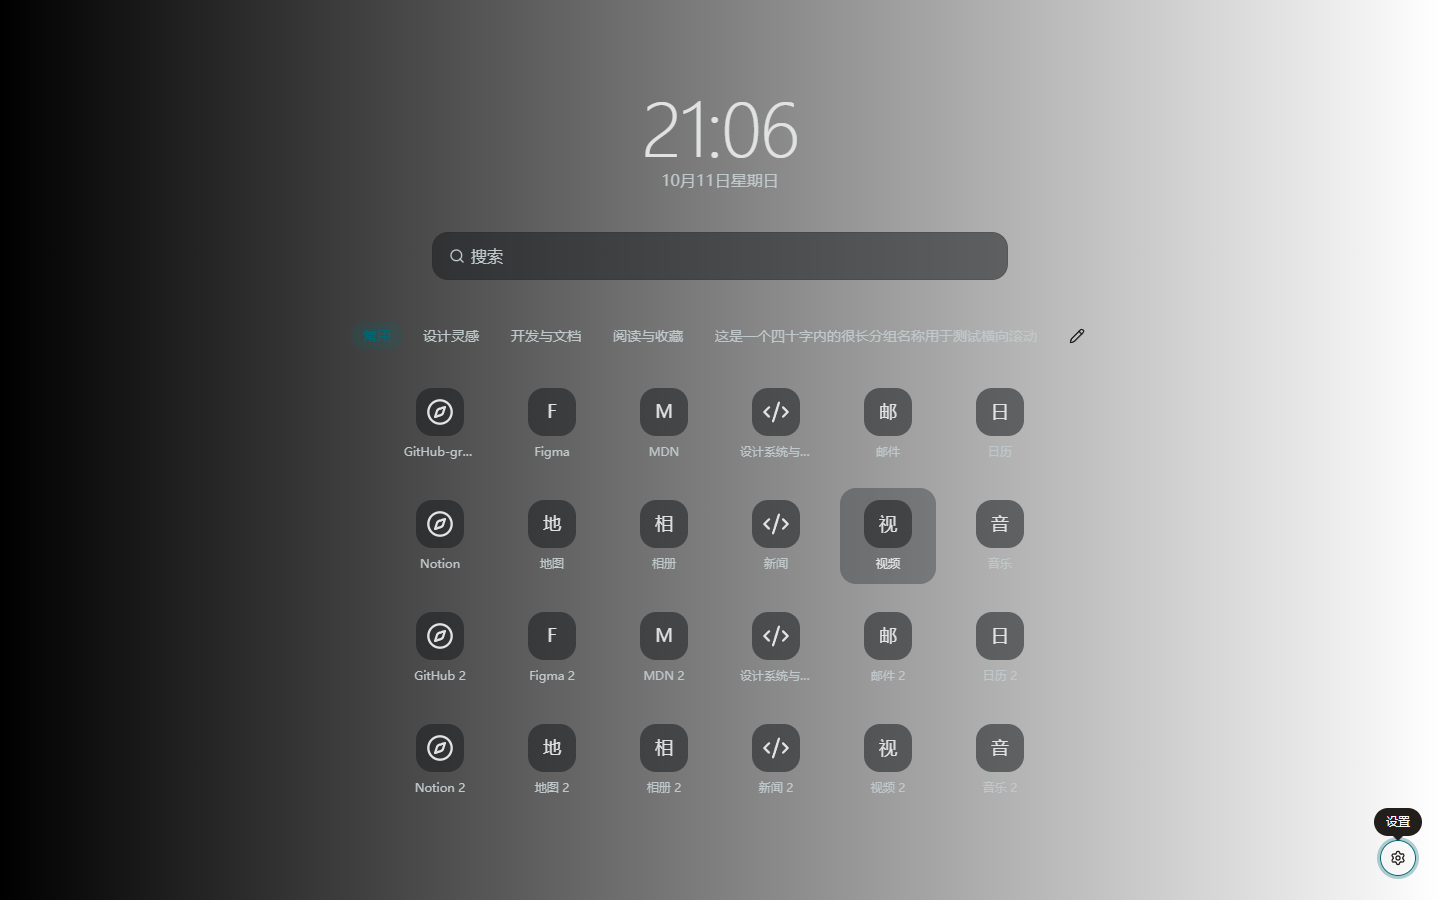 21:06
10月11日星期日
搜索
常用
设计灵感
开发与文档
阅读与收藏
这是一个四十字内的很长分组名称用于测试横向滚动
F
M
邮
日
GitHub-gr...
Figma
MDN
设计系统与...
邮件
日历
地
相
视
音
Notion
地图
相册
新闻
视频
音乐
F
M
邮
日
GitHub 2
Figma 2
MDN 2
设计系统与...
邮件 2
日历 2
地
相
视
音
Notion 2
地图 2
相册 2
新闻 2
视频 2
音乐 2
设置